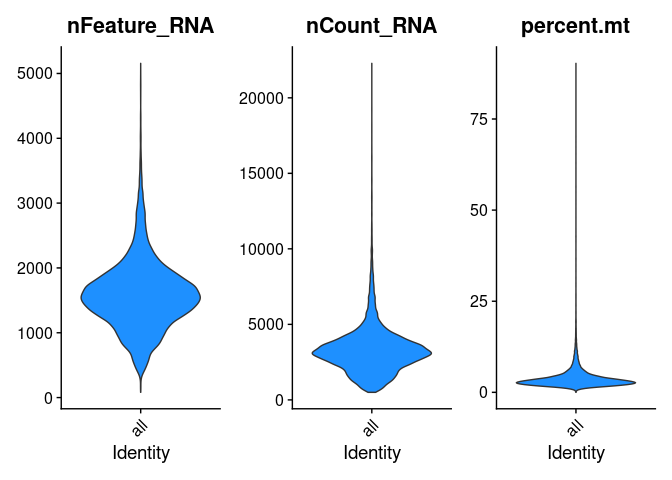 nFeature_RNA
5000
4000
3000
2000
1000
0
all
Identity
nCount_RNA
20000
15000
10000
5000
0
all
Identity
percent.mt
75
50
25
0
all
Identity